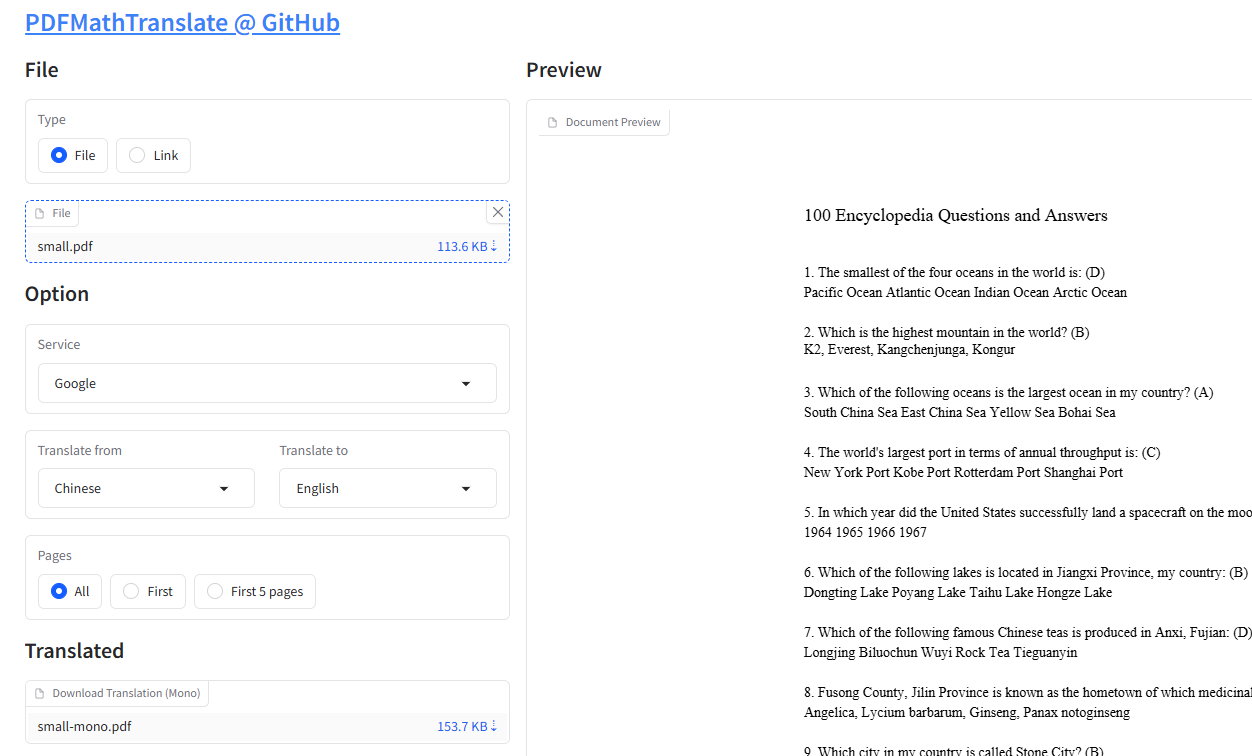 PDFMathTranslate @ GitHub
File
Type
File
Link
File
small.pdf
113.6 KB ⇣
Option
Service
Google
Translate from
Translate to
Chinese
English
Pages
All
First
First 5 pages
Translated
Download Translation (Mono)
small-mono.pdf
153.7 KB ⇣
Preview
Document Preview
100 Encyclopedia Questions and Answers
1. The smallest of the four oceans in the world is: (D)
Pacific Ocean Atlantic Ocean Indian Ocean Arctic Ocean
2. Which is the highest mountain in the world? (B)
K2, Everest, Kangchenjunga, Kongur
3. Which of the following oceans is the largest ocean in my country? (A)
South China Sea East China Sea Yellow Sea Bohai Sea
4. The world's largest port in terms of annual throughput is: (C)
New York Port Kobe Port Rotterdam Port Shanghai Port
5. In which year did the United States successfully land a spacecraft on the moo
1964 1965 1966 1967
6. Which of the following lakes is located in Jiangxi Province, my country: (B)
Dongting Lake Poyang Lake Taihu Lake Hongze Lake
7. Which of the following famous Chinese teas is produced in Anxi, Fujian: (D)
Longjing Biluochun Wuyi Rock Tea Tieguanyin
8. Fusong County, Jilin Province is known as the hometown of which medicinal
Angelica, Lycium barbarum, Ginseng, Panax notoginseng
9. Which city in my country is called Stone City? (B)